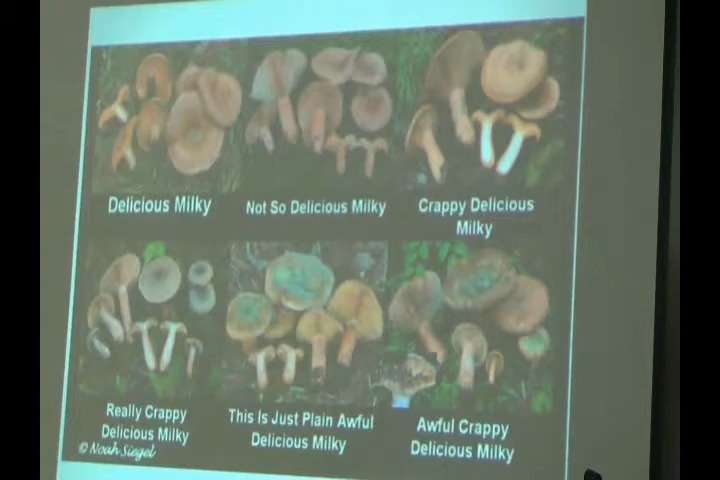 Delicious Milky
Not So Delicious Milky
Crappy Delicious
Milky
Really Crappy
Delicious Milky
This Is Just Plain Awful
Delicious Milky
Awful Crappy
Delicious Milky
© Noah Siegel